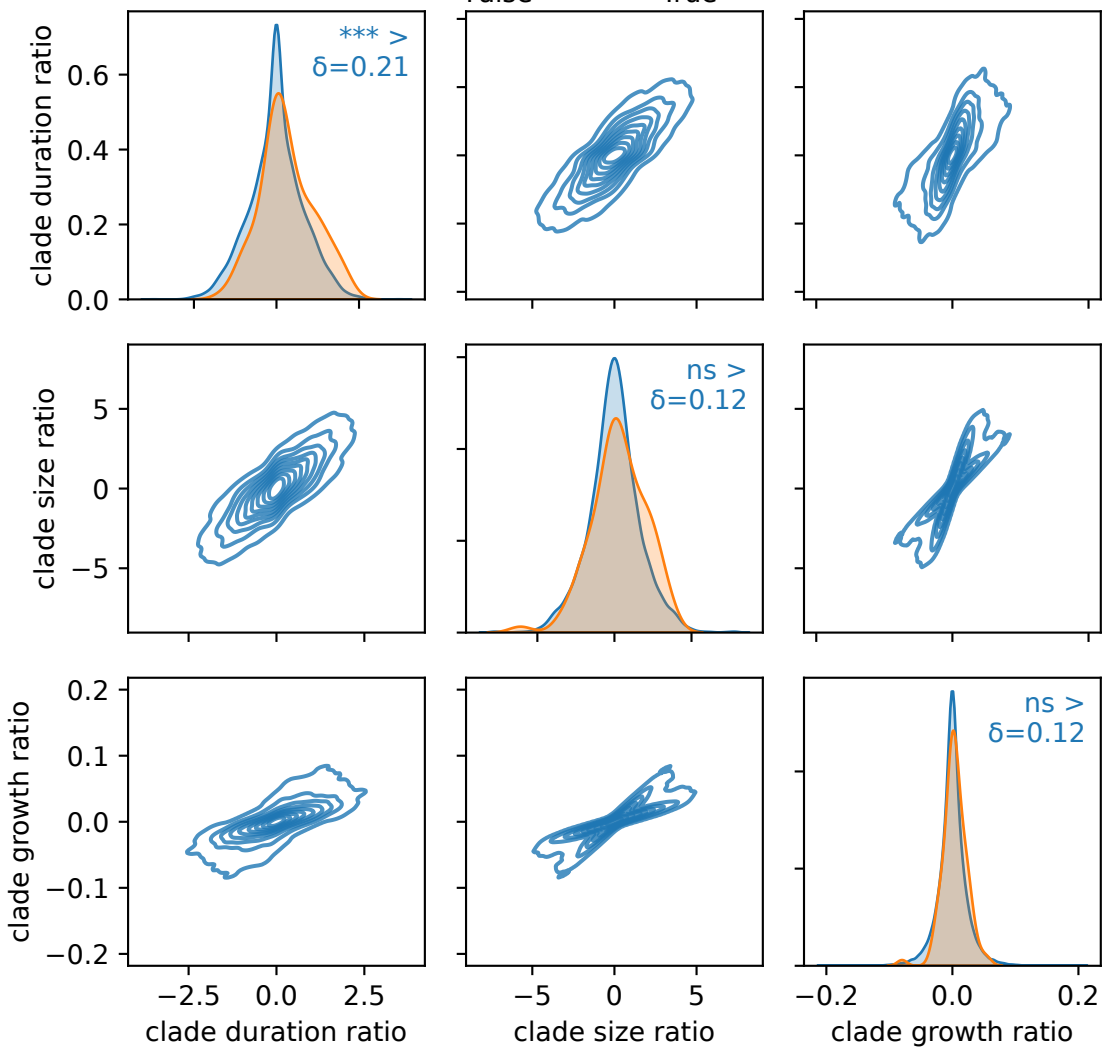 *** >
δ=0.21
clade duration ratio
0.6
0.4
0.2
0.0
ns >
δ=0.12
clade size ratio
5
0
−5
ns >
δ=0.12
clade growth ratio
0.2
0.1
0.0
−0.1
−0.2
−2.5 0.0 2.5
−5 0 5
−0.2 0.0 0.2
clade duration ratio
clade size ratio
clade growth ratio